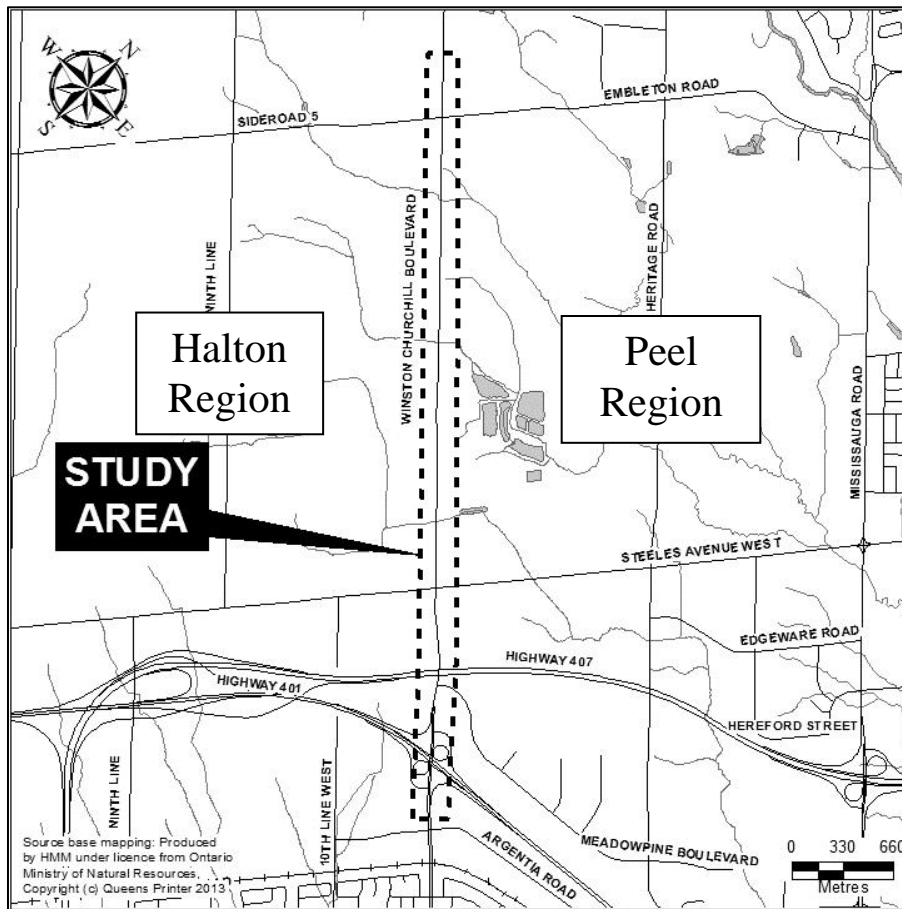 W
N
S
E
EMBLETON ROAD
SIDEROAD 5
WINSTON CHURCHILL BOULEVARD
NINTH LINE
HERITAGE ROAD
Halton
Region
Peel
Region
MISSISSAUGA ROAD
STUDY
AREA
STEELES AVENUE WEST
EDGEWARE ROAD
HIGHWAY 407
HIGHWAY 401
HEREFORD STREET
NINTH LINE
10TH LINE WEST
ARGENTIA ROAD
MEADOWPINE BOULEVARD
Source base mapping: Produced
by HMM under licence from Ontario
Ministry of Natural Resources,
Copyright (c) Queens Printer 2013
0 330 660
Metres